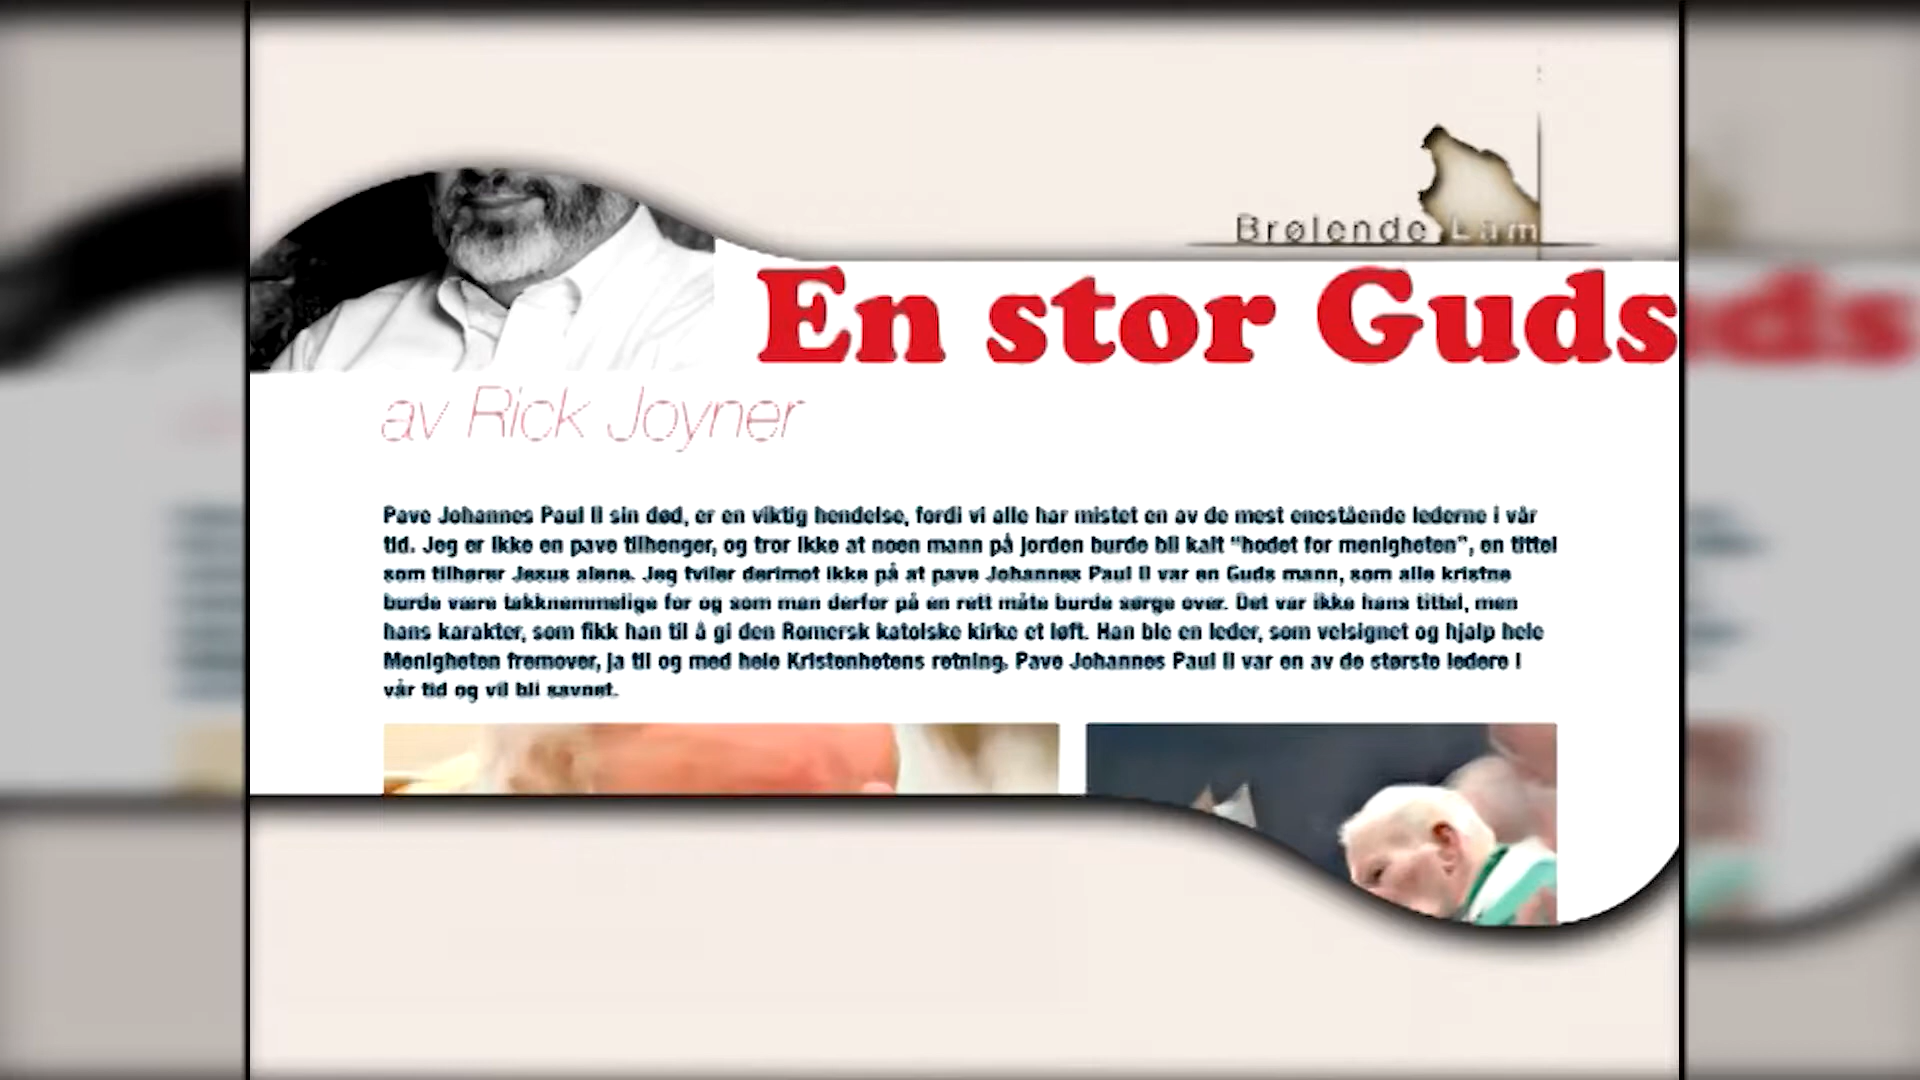 Brølende Lam
En stor Guds
av Rick Joyner
Pave Johannes Paul II sin død, er en viktig hendelse, fordi vi alle har mistet en av de mest enestående lederne i vår
tid. Jeg er ikke en pave tilhenger, og tror ikke at noen mann på jorden burde bli kalt "hodet for menigheten", en tittel
som tilhører Jesus alene. Jeg tviler derimot ikke på at pave Johannes Paul II var en Guds mann, som alle kristne
burde være takknemmelige for og som man derfor på en rett måte burde sørge over. Det var ikke hans tittel, men
hans karakter, som fikk han til å gi den Romersk katolske kirke et løft. Han ble en leder, som velsignet og hjalp hele
Menigheten fremover, ja til og med hele Kristenhetens retning. Pave Johannes Paul II var en av de største ledere i
vår tid og vil bli savnet.